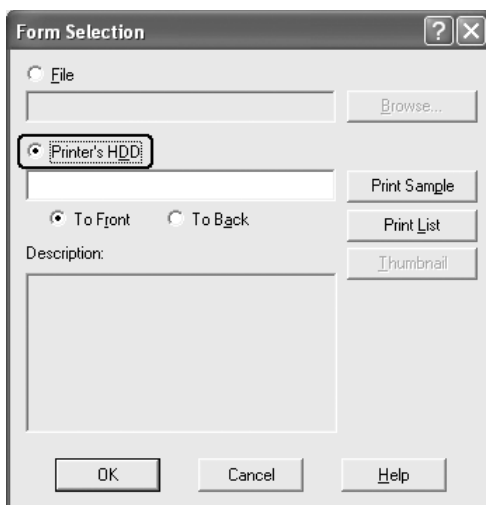 Form Selection
File
Browse...
Printer's HDD
Print Sample
To Front To Back
Print List
Description:
Thumbnail
OK Cancel Help